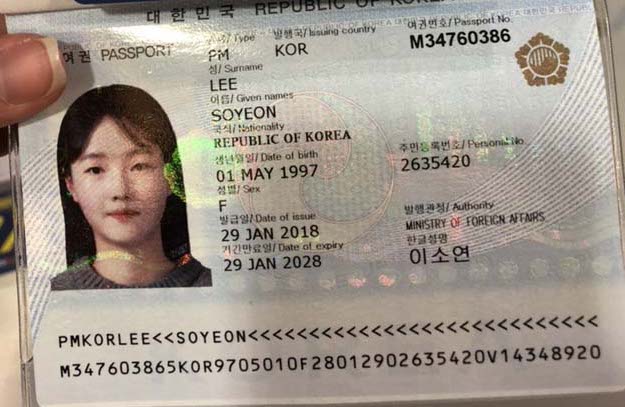 대한민국 REPUBLIC OF KOREA
여권 PASSPORT
Type
발행국/ Issuing country
여권번호/ Passport No.
PM
KOR
M34760386
성/ Surname
LEE
이름/ Given names
SOYEON
국적/ Nationality
REPUBLIC OF KOREA
생년월일/ Date of birth
주민등록번호/ Personal No.
01 MAY 1997
2635420
성별/ Sex
F
발급일/ Date of issue
발행관청/ Authority
29 JAN 2018
MINISTRY OF FOREIGN AFFAIRS
기간만료일/ Date of expiry
한글성명
29 JAN 2028
이소연
PMKORLEE<<SOYEON<<<<<<<<<<<<<<<<<<<<<<<<<<<<
M347603865KOR9705010F28012902635420V14348920